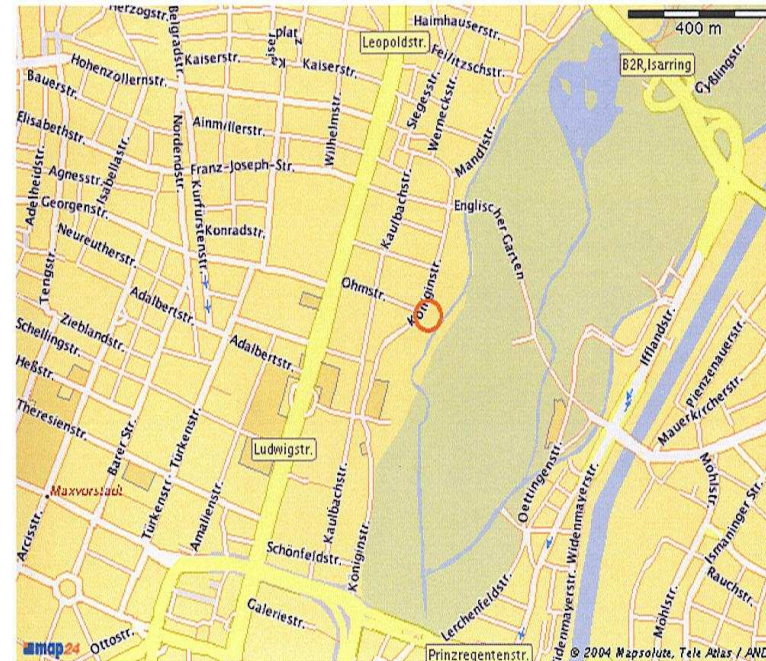 Herzogstr.
Belgradstr.
Kaiser
platz
Haimhauserstr.
400 m
Leopoldstr.
Feilitzschstr.
B2R,Isarring
Gyßlingstr.
Kaiserstr.
Kaiserstr.
Hohenzollernstr.
Bauerstr.
Siegesstr.
Werneckstr.
Ainmillerstr.
Wilhelmstr.
Mandlstr.
Elisabethstr.
Nordendstr.
Isabellastr.
Franz-Joseph-Str.
Agnesstr.
Adelheidstr.
Kurfürstenstr.
Kaulbachstr.
Georgenstr.
Englischer Garten
Konradstr.
Neureutherstr.
Tengstr.
Ohmstr.
Königinstr.
Adalbertstr.
Zieblandstr.
Schellingstr.
Adalbertstr.
Ifflandstr.
Pienzenauerstr.
Heßstr.
Mauerkircherstr.
Theresienstr.
Barer Str.
Türkenstr.
Ludwigstr.
Möhlstr.
Maxvorstadt
Oettingenstr.
Widenmayerstr.
Ismaninger Str.
Arcisstr.
Türkenstr.
Amalienstr.
Kaulbachstr.
Königinstr.
Schönfeldstr.
Rauchstr.
Galeriestr.
Lerchenfeldstr.
Widenmayerstr.
Möhlstr.
map24
Ottostr.
Prinzregentenstr.
© 2004 Mapsolute, Tele Atlas / AND